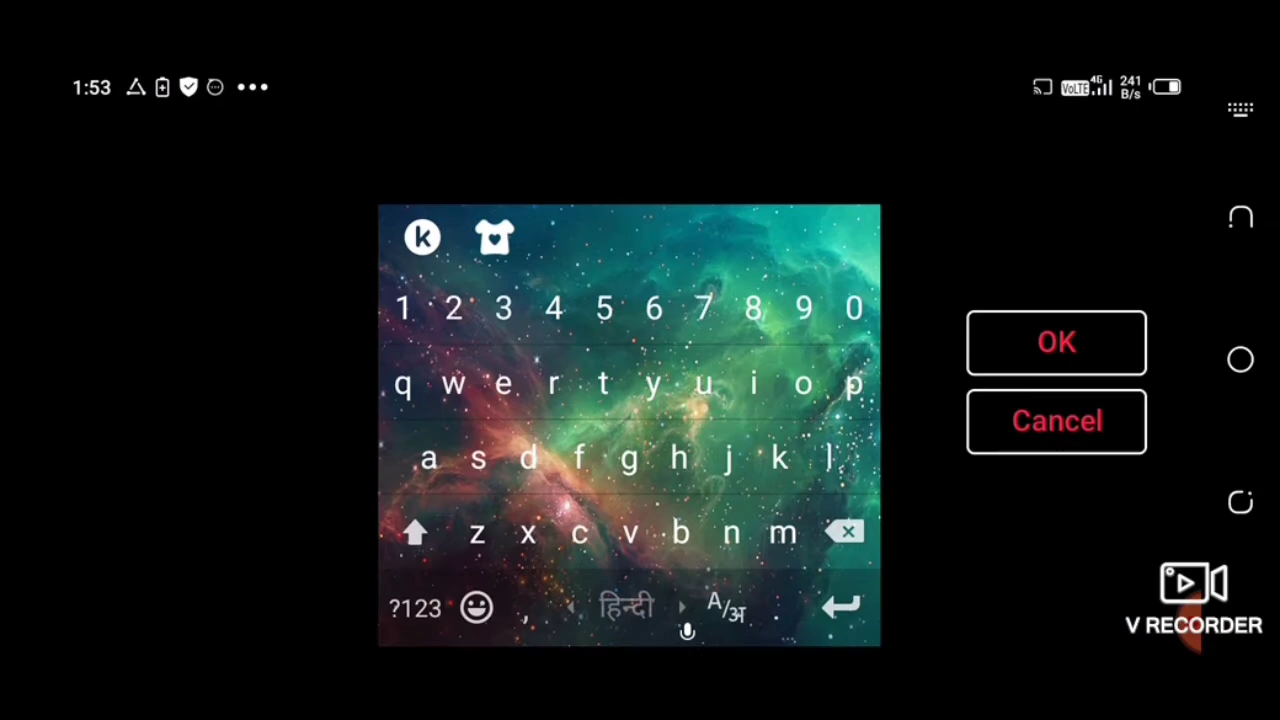 1:53
VoLTE 4G 241 B/s
k
1 2 3 4 5 6 7 8 9 0
q w e r t y u i o p
a s d f g h j k l
z x c v b n m
?123 , हिन्दी A/अ .
OK
Cancel
V RECORDER